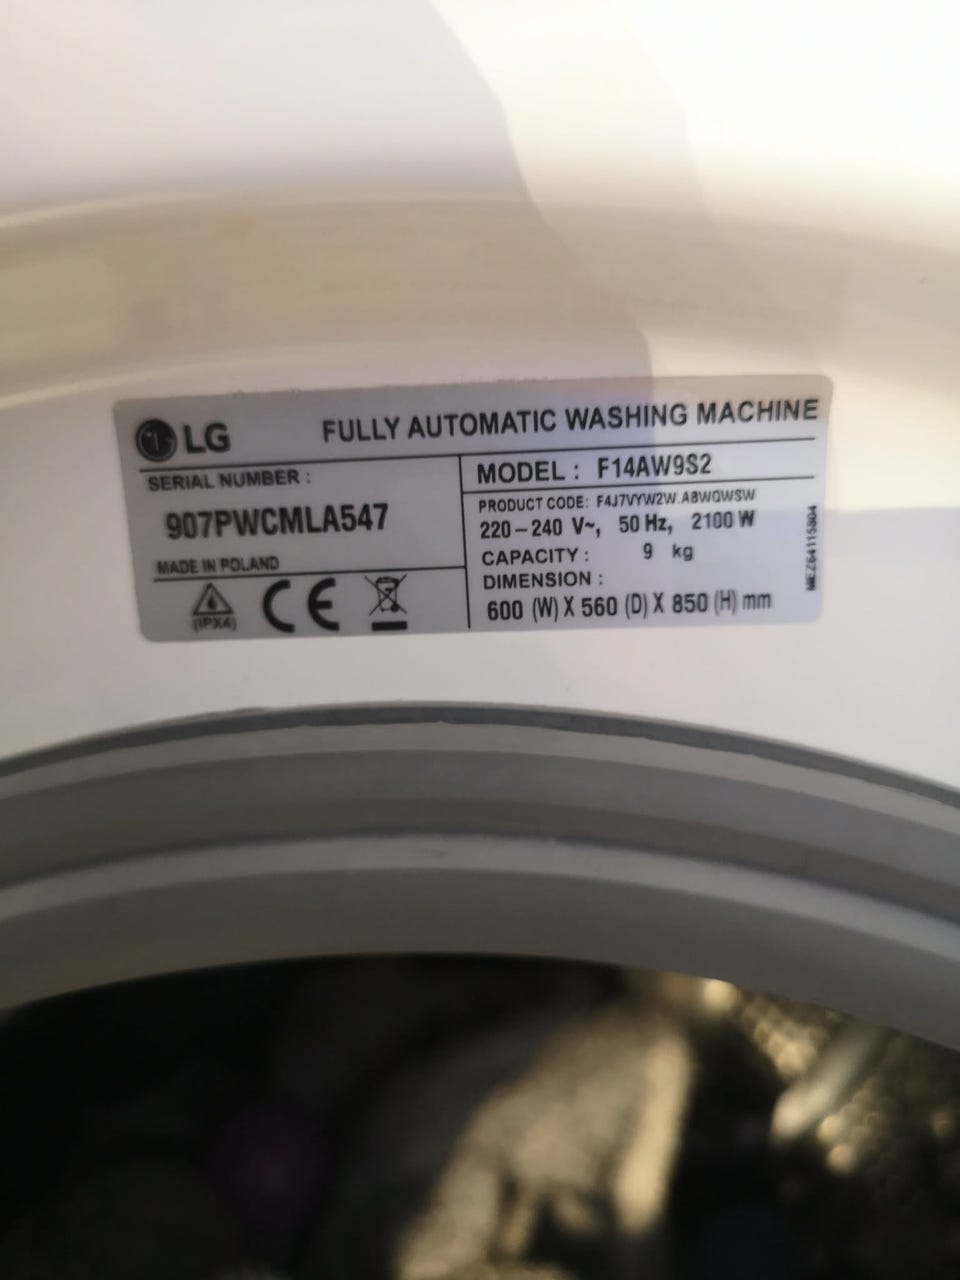 LG FULLY AUTOMATIC WASHING MACHINE
SERIAL NUMBER :
907PWCMLA547
MADE IN POLAND
(IPX4)
CE
MODEL : F14AW9S2
PRODUCT CODE: F4J7VYW2W.ABWQWSW
220–240 V~, 50 Hz, 2100 W
CAPACITY : 9 kg
DIMENSION :
600 (W) X 560 (D) X 850 (H) mm
MEZ64115804